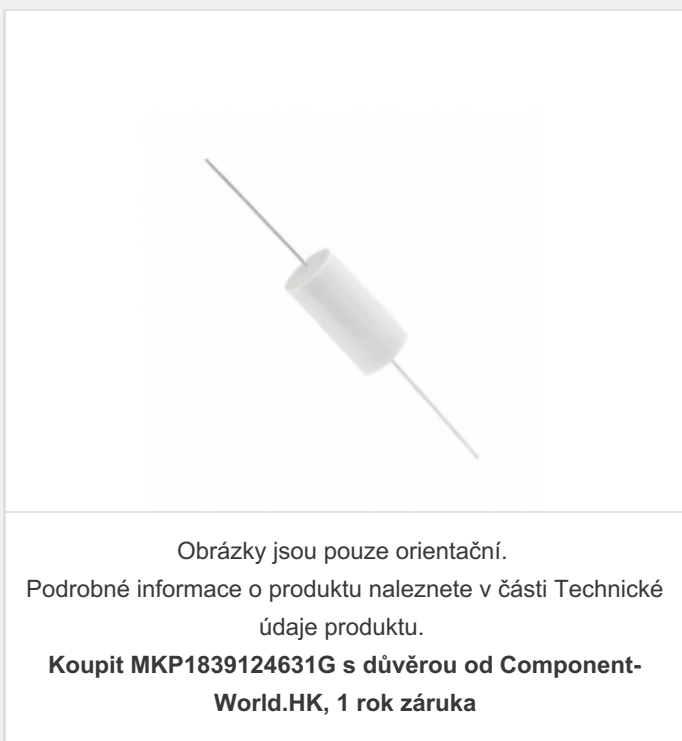 Obrázky jsou pouze orientační.
Podrobné informace o produktu naleznete v části Technické
údaje produktu.
Koupit MKP1839124631G s důvěrou od Component-
World.HK, 1 rok záruka